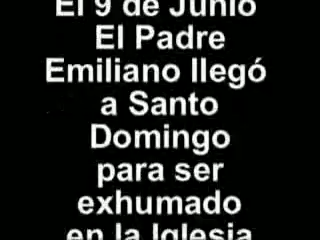 El 9 de Junio
El Padre
Emiliano llegó
a Santo
Domingo
para ser
exhumado
en la Iglesia